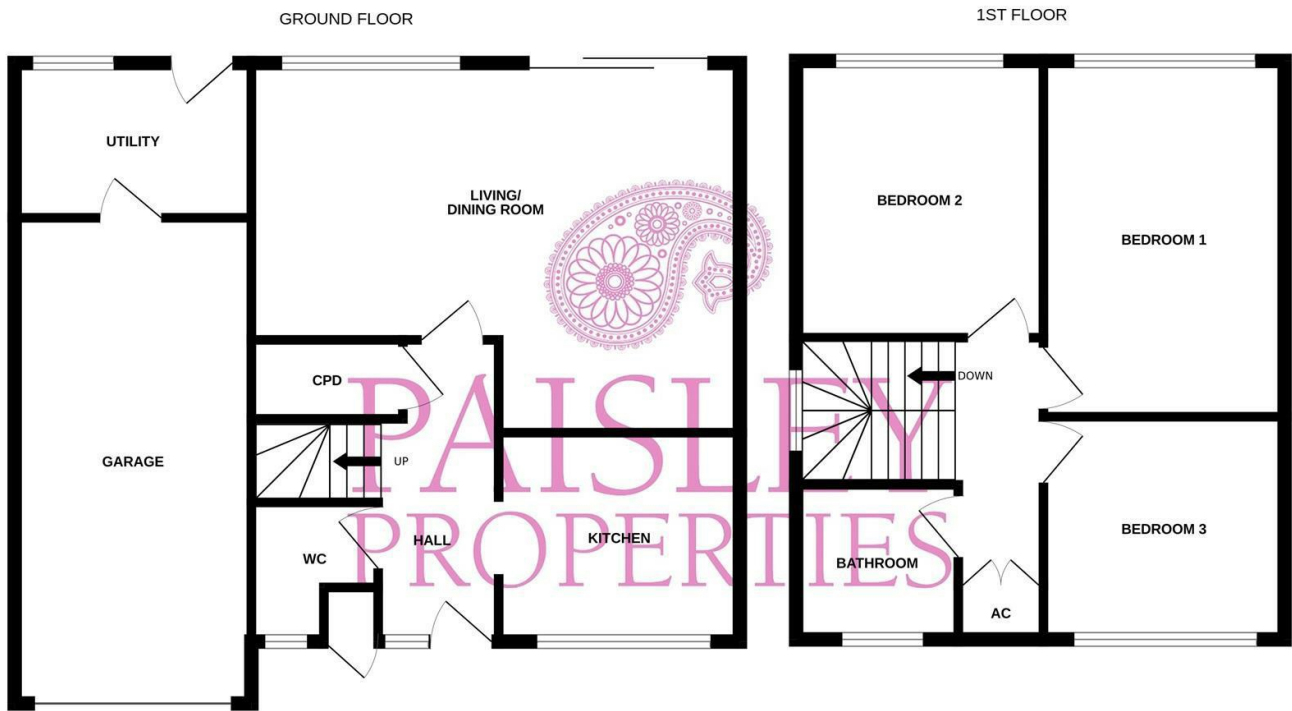 GROUND FLOOR
1ST FLOOR
UTILITY
LIVING/
DINING ROOM
BEDROOM 2
BEDROOM 1
CPD
DOWN
GARAGE
UP
PAISLEY
PROPERTIES
WC
HALL
KITCHEN
BEDROOM 3
BATHROOM
AC